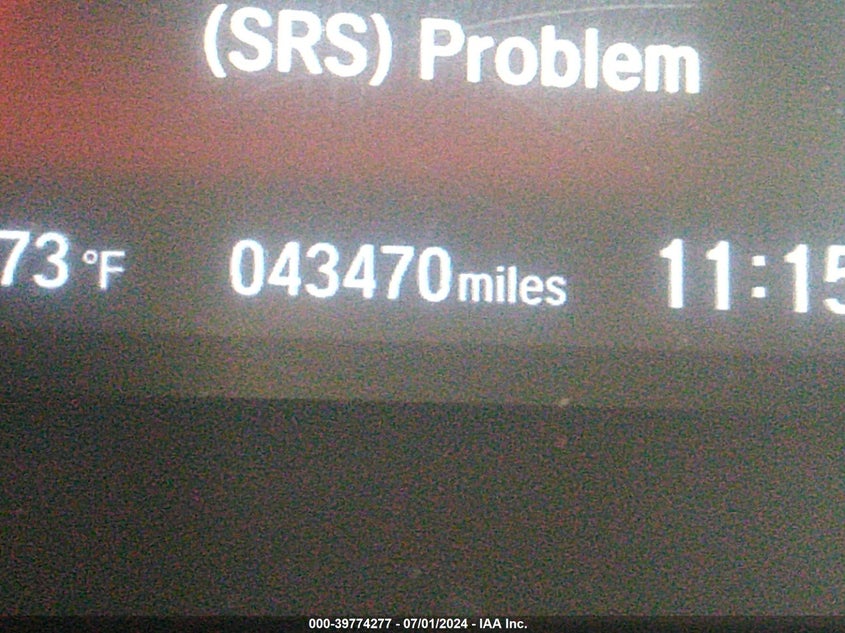 (SRS) Problem
73 °F 043470 miles 11:15
000-39774277 - 07/01/2024 - IAA Inc.